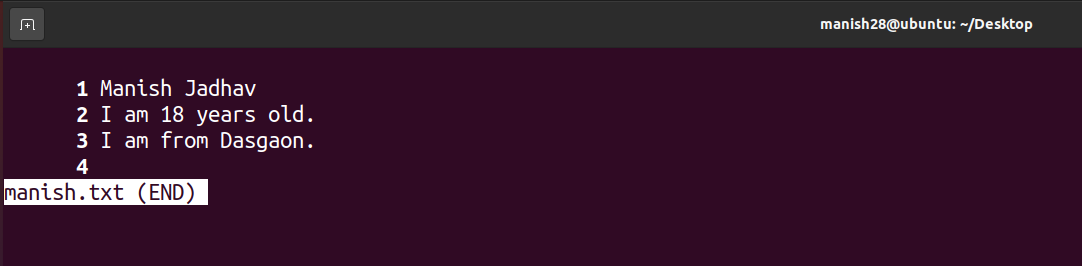 manish28@ubuntu: ~/Desktop
1 Manish Jadhav
2 I am 18 years old.
3 I am from Dasgaon.
4
manish.txt (END)